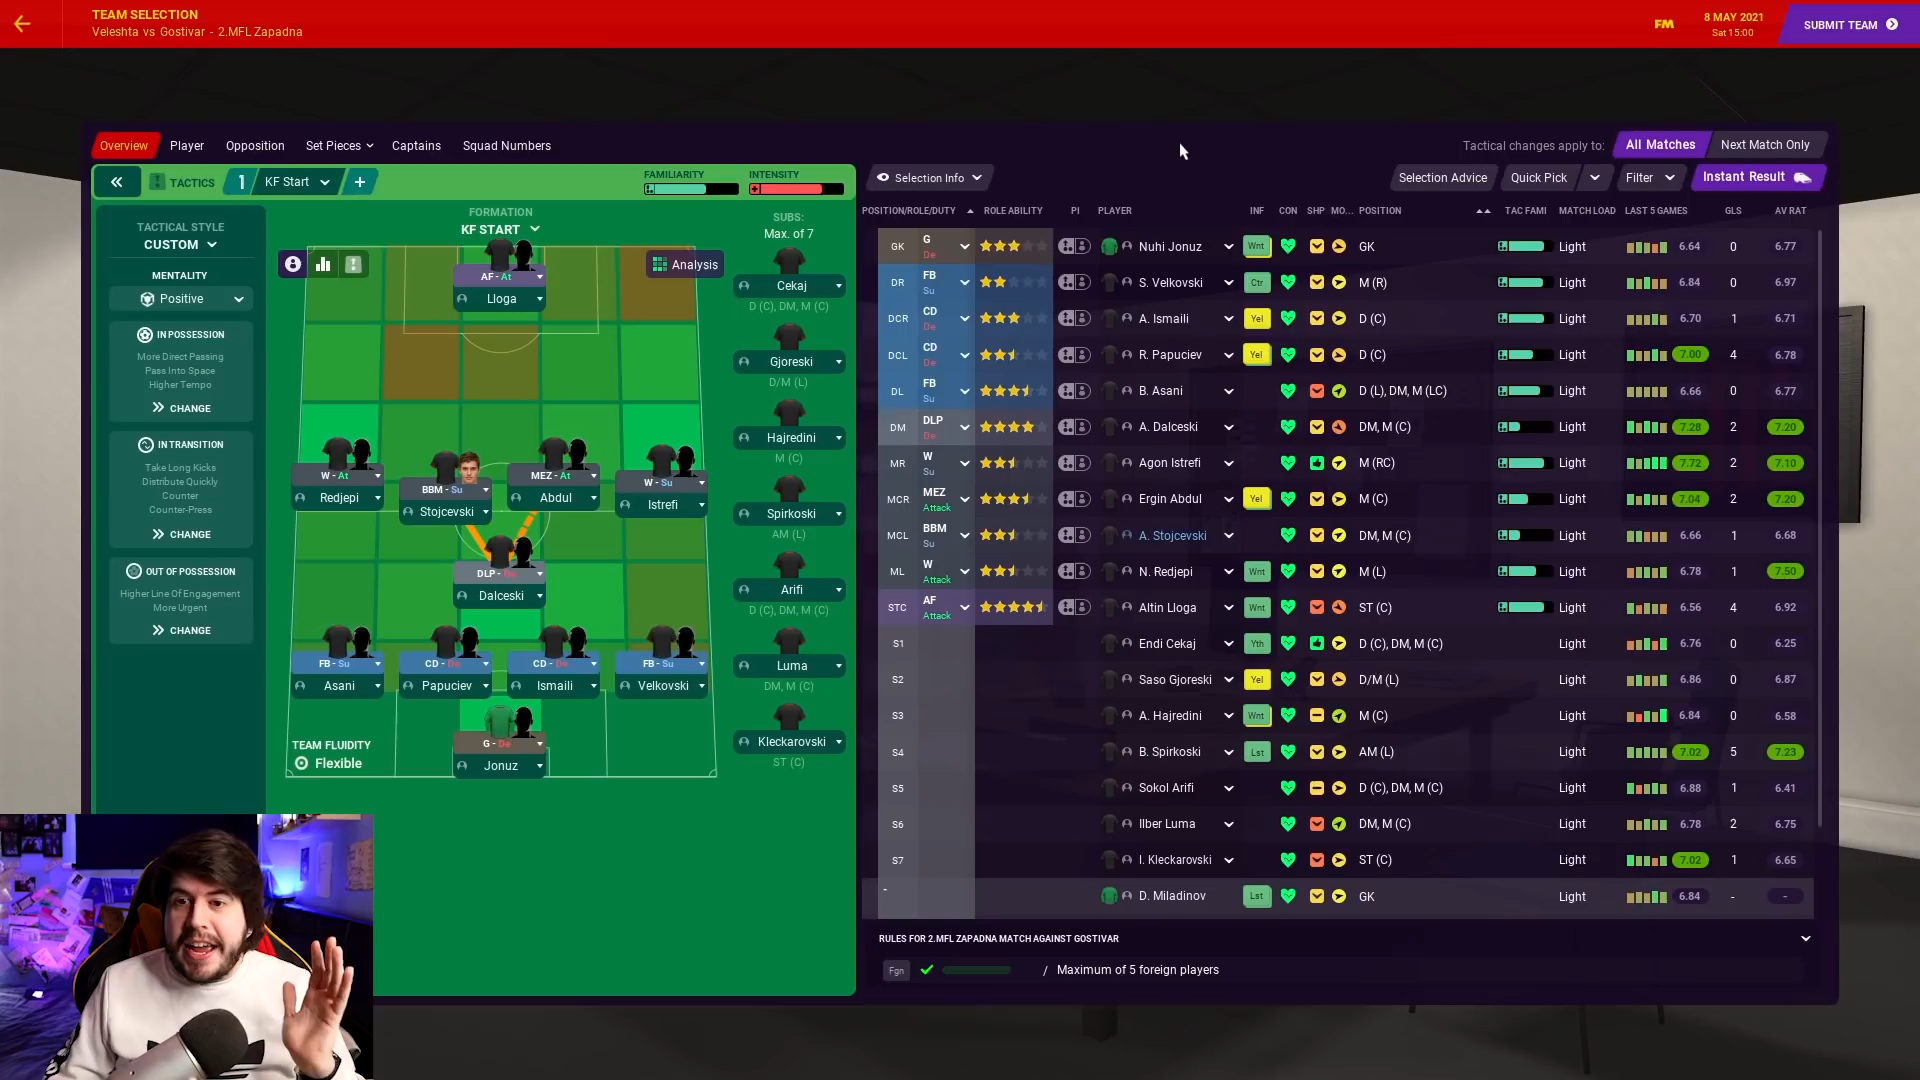 TEAM SELECTION
Veleshta vs Gostivar - 2.MFL Zapadna
FM
8 MAY 2021
Sat 15:00
SUBMIT TEAM
Overview
Player
Opposition
Set Pieces
Captains
Squad Numbers
Tactical changes apply to:
All Matches
Next Match Only
TACTICS
1
KF Start
FAMILIARITY
INTENSITY
Selection Info
Selection Advice
Quick Pick
Filter
Instant Result
TACTICAL STYLE
CUSTOM
MENTALITY
Positive
IN POSSESSION
More Direct Passing
Pass Into Space
Higher Tempo
CHANGE
IN TRANSITION
Take Long Kicks
Distribute Quickly
Counter
Counter-Press
CHANGE
OUT OF POSSESSION
Higher Line Of Engagement
More Urgent
CHANGE
FORMATION
KF START
Analysis
AF - At
Lloga
W - At
Redjepi
BBM - Su
Stojcevski
MEZ - At
Abdul
W - Su
Istrefi
DLP - De
Dalceski
FB - Su
Asani
CD - De
Papuciev
CD - De
Ismaili
FB - Su
Velkovski
G - De
Jonuz
TEAM FLUIDITY
Flexible
SUBS:
Max. of 7
Cekaj
D (C), DM, M (C)
Gjoreski
D/M (L)
Hajredini
M (C)
Spirkoski
AM (L)
Arifi
D (C), DM, M (C)
Luma
DM, M (C)
Kleckarovski
ST (C)
POSITION/ROLE/DUTY ROLE ABILITY PI PLAYER INF CON SHP MO... POSITION TAC FAMI MATCH LOAD LAST 5 GAMES GLS AV RAT
GK G De Nuhi Jonuz Wnt GK Light 6.64 0 6.77
DR FB Su S. Velkovski Ctr M (R) Light 6.84 0 6.97
DCR CD De A. Ismaili Yel D (C) Light 6.70 1 6.71
DCL CD De R. Papuciev Yel D (C) Light 7.00 4 6.78
DL FB Su B. Asani D (L), DM, M (LC) Light 6.66 0 6.77
DM DLP De A. Dalceski DM, M (C) Light 7.28 2 7.20
MR W Su Agon Istrefi M (RC) Light 7.72 2 7.10
MCR MEZ Attack Ergin Abdul Yel M (C) Light 7.04 2 7.20
MCL BBM Su A. Stojcevski DM, M (C) Light 6.66 1 6.68
ML W Attack N. Redjepi Wnt M (L) Light 6.78 1 7.50
STC AF Attack Altin Lloga Wnt ST (C) Light 6.56 4 6.92
S1 Endi Cekaj Yth D (C), DM, M (C) Light 6.76 0 6.25
S2 Saso Gjoreski Yel D/M (L) Light 6.86 0 6.87
S3 A. Hajredini Wnt M (C) Light 6.84 0 6.58
S4 B. Spirkoski Lst AM (L) Light 7.02 5 7.23
S5 Sokol Arifi D (C), DM, M (C) Light 6.88 1 6.41
S6 Ilber Luma DM, M (C) Light 6.78 2 6.75
S7 I. Kleckarovski ST (C) Light 7.02 1 6.65
- D. Miladinov Lst GK Light 6.84 - -
RULES FOR 2.MFL ZAPADNA MATCH AGAINST GOSTIVAR
Fgn / Maximum of 5 foreign players